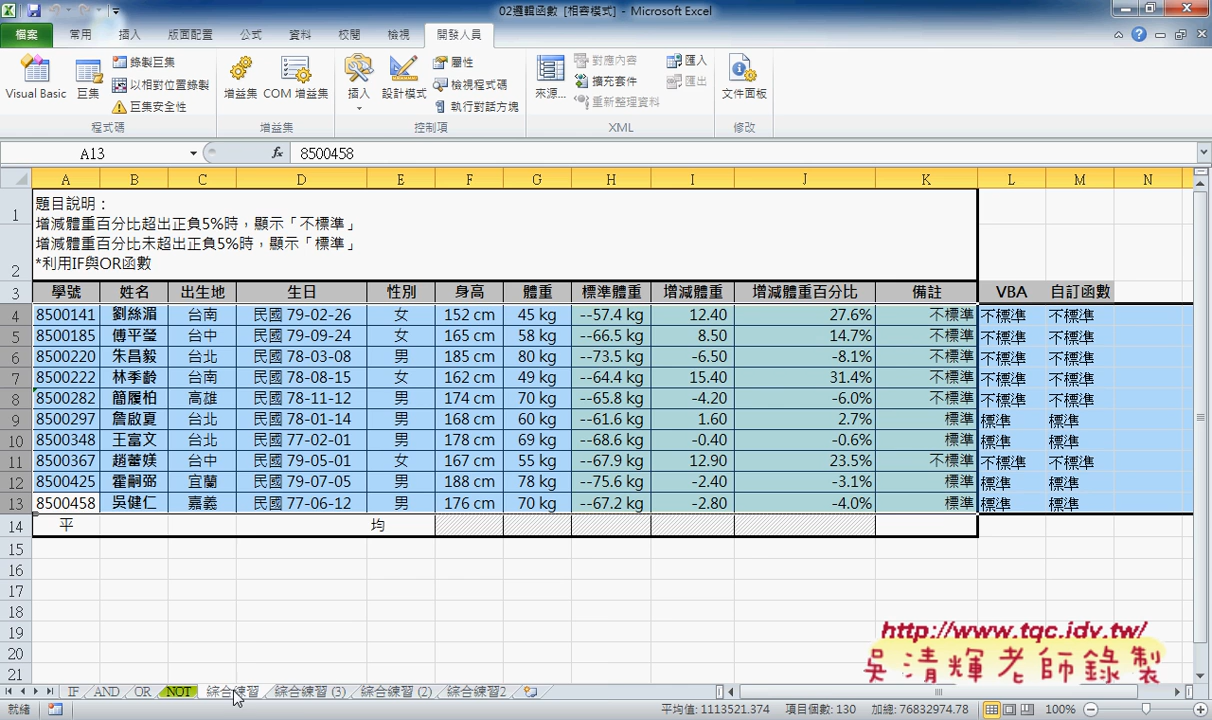 02邏輯函數 [相容模式] - Microsoft Excel
檔案 常用 插入 版面配置 公式 資料 校閱 檢視 開發人員
Visual Basic 巨集 錄製巨集 以相對位置錄製 巨集安全性 增益集 COM 增益集 插入 設計模式 屬性 檢視程式碼 執行對話方塊 來源... 對應內容 擴充套件 重新整理資料 匯入 匯出 文件面板
程式碼 增益集 控制項 XML 修改
A13 fx 8500458
A B C D E F G H I J K L M N
1 題目說明：
增減體重百分比超出正負5%時，顯示「不標準」
增減體重百分比未超出正負5%時，顯示「標準」
2 *利用IF與OR函數
3 學號 姓名 出生地 生日 性別 身高 體重 標準體重 增減體重 增減體重百分比 備註 VBA 自訂函數
4 8500141 劉絲湄 台南 民國 79-02-26 女 152 cm 45 kg --57.4 kg 12.40 27.6% 不標準 不標準 不標準
5 8500185 傅平瑩 台中 民國 79-09-24 女 165 cm 58 kg --66.5 kg 8.50 14.7% 不標準 不標準 不標準
6 8500220 朱昌毅 台北 民國 78-03-08 男 185 cm 80 kg --73.5 kg -6.50 -8.1% 不標準 不標準 不標準
7 8500222 林季齡 台南 民國 78-08-15 女 162 cm 49 kg --64.4 kg 15.40 31.4% 不標準 不標準 不標準
8 8500282 簡履柏 高雄 民國 78-11-12 男 174 cm 70 kg --65.8 kg -4.20 -6.0% 不標準 不標準 不標準
9 8500297 詹啟夏 台北 民國 78-01-14 男 168 cm 60 kg --61.6 kg 1.60 2.7% 標準 標準 標準
10 8500348 王富文 台北 民國 77-02-01 男 178 cm 69 kg --68.6 kg -0.40 -0.6% 標準 標準 標準
11 8500367 趙蕾媄 台中 民國 79-05-01 女 167 cm 55 kg --67.9 kg 12.90 23.5% 不標準 不標準 不標準
12 8500425 霍嗣弼 宜蘭 民國 79-07-05 男 188 cm 78 kg --75.6 kg -2.40 -3.1% 標準 標準 標準
13 8500458 吳健仁 嘉義 民國 77-06-12 男 176 cm 70 kg --67.2 kg -2.80 -4.0% 標準 標準 標準
14 平 均
15
16
17
18
19
20
21
http://www.tqc.idv.tw/
吳清輝老師錄製
IF AND OR NOT 綜合練習 綜合練習 (3) 綜合練習 (2) 綜合練習2
就緒 平均值: 1113521.374 項目個數: 130 加總: 76832974.78 100%